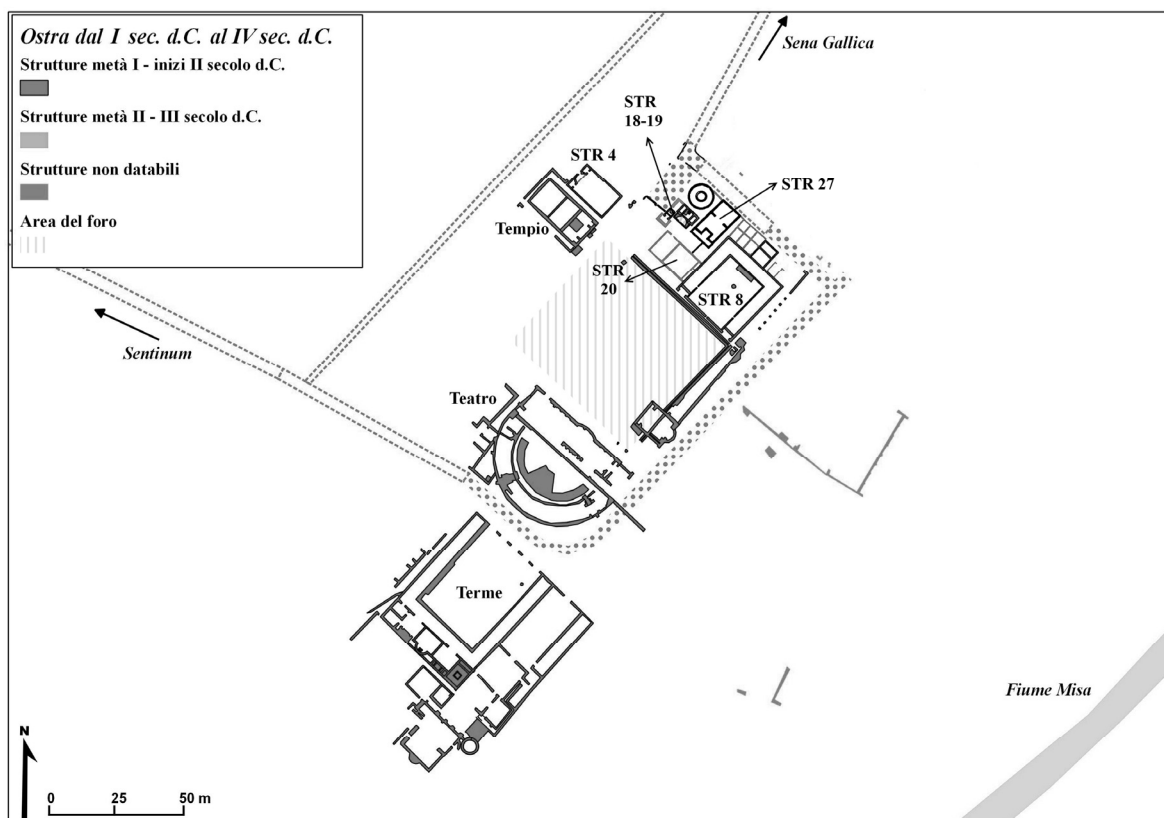 Ostra dal I sec. d.C. al IV sec. d.C.
Strutture metà I - inizi II secolo d.C.
Strutture metà II - III secolo d.C.
Strutture non databili
Area del foro
Sena Gallica
STR
18-19
STR 4
STR 27
Tempio
STR
20
STR 8
Sentinum
Teatro
Terme
Fiume Misa
N
0 25 50 m